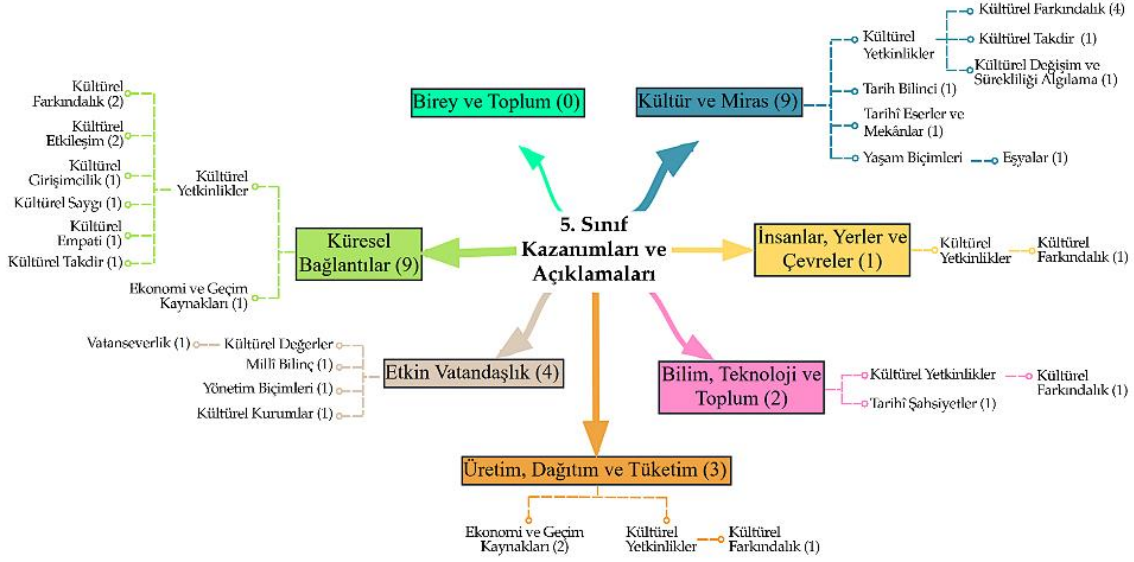 5. Sınıf
Kazanımları ve
Açıklamaları
Birey ve Toplum (0)
Kültür ve Miras (9)
Kültürel
Yetkinlikler
Kültürel Farkındalık (4)
Kültürel Takdir (1)
Kültürel Değişim ve
Sürekliliği Algılama (1)
Tarih Bilinci (1)
Tarihî Eserler ve
Mekânlar (1)
Yaşam Biçimleri
Eşyalar (1)
İnsanlar, Yerler ve
Çevreler (1)
Kültürel
Yetkinlikler
Kültürel
Farkındalık (1)
Bilim, Teknoloji ve
Toplum (2)
Kültürel Yetkinlikler
Kültürel
Farkındalık (1)
Tarihî Şahsiyetler (1)
Üretim, Dağıtım ve Tüketim (3)
Ekonomi ve Geçim
Kaynakları (2)
Kültürel
Yetkinlikler
Kültürel
Farkındalık (1)
Etkin Vatandaşlık (4)
Kültürel Değerler
Vatanseverlik (1)
Millî Bilinç (1)
Yönetim Biçimleri (1)
Kültürel Kurumlar (1)
Küresel
Bağlantılar (9)
Kültürel
Yetkinlikler
Kültürel
Farkındalık (2)
Kültürel
Etkileşim (2)
Kültürel
Girişimcilik (1)
Kültürel Saygı (1)
Kültürel
Empati (1)
Kültürel Takdir (1)
Ekonomi ve Geçim
Kaynakları (1)